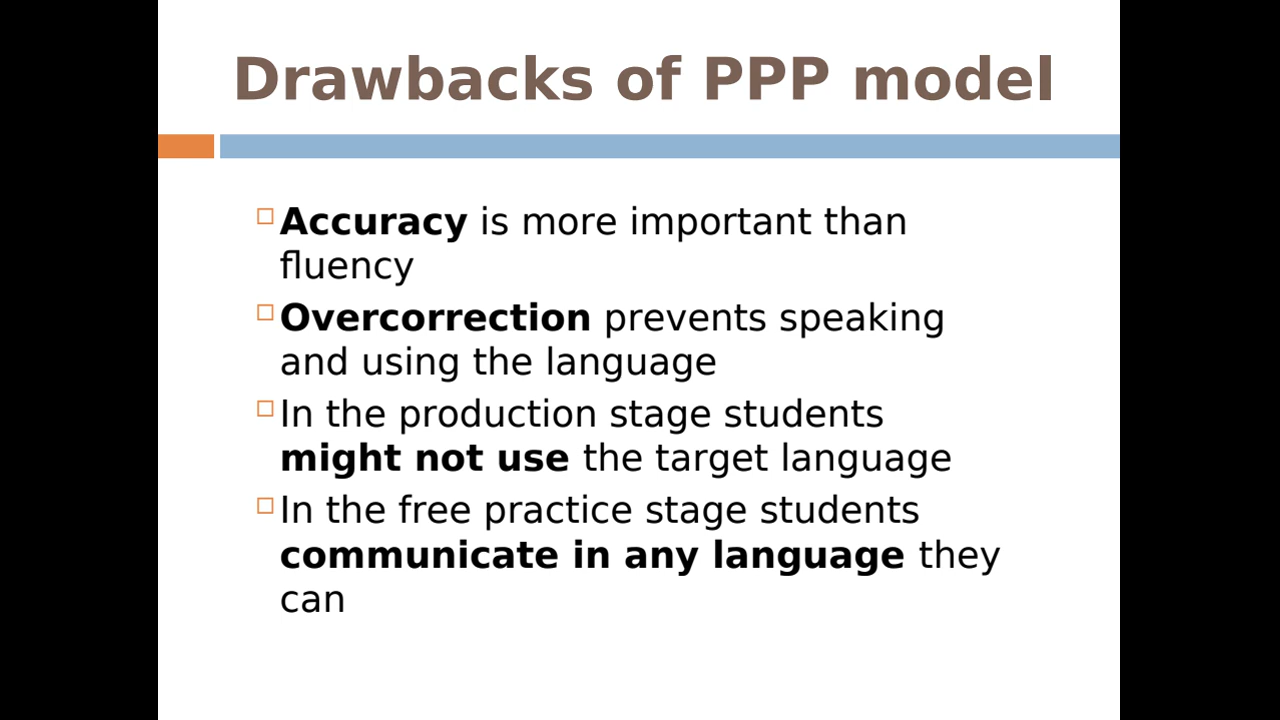 Drawbacks of PPP model
Accuracy is more important than
fluency
Overcorrection prevents speaking
and using the language
In the production stage students
might not use the target language
In the free practice stage students
communicate in any language they
can